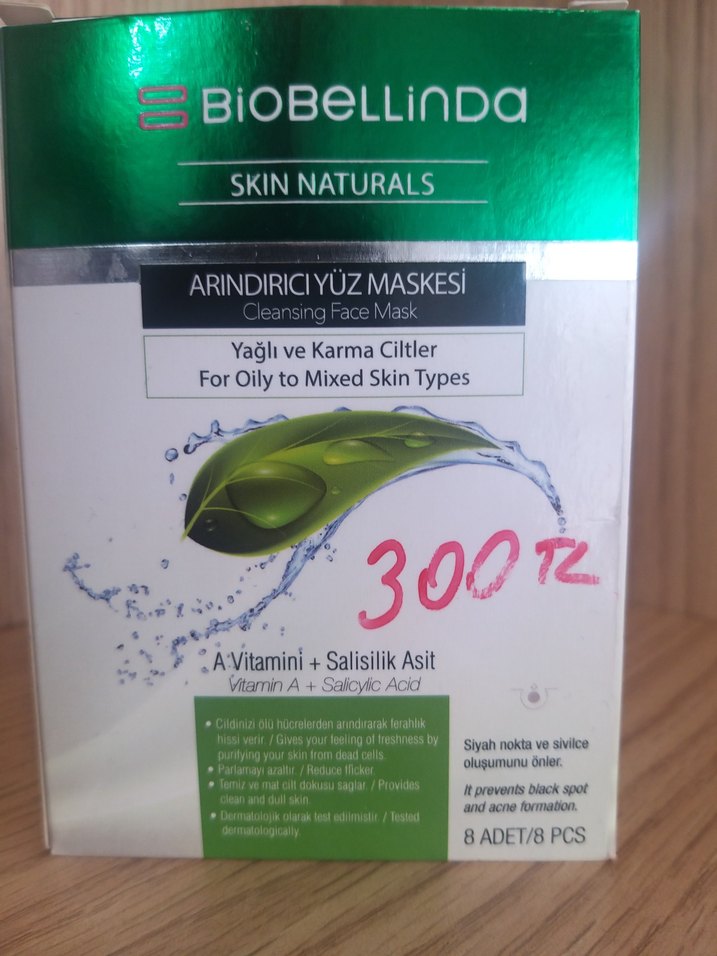 BiOBeLLiNDa
SKIN NATURALS
ARINDIRICI YÜZ MASKESİ
Cleansing Face Mask
Yağlı ve Karma Ciltler
For Oily to Mixed Skin Types
300 TL
A Vitamini + Salisilik Asit
Vitamin A + Salicylic Acid
• Cildinizi ölü hücrelerden arındırarak ferahlık
hissi verir. / Gives your feeling of freshness by
purifying your skin from dead cells.
• Parlamayı azaltır. / Reduce flicker.
• Temiz ve mat cilt dokusu sağlar. / Provides
clean and dull skin.
• Dermatolojik olarak test edilmistir. / Tested
dermatologically.
Siyah nokta ve sivilce
oluşumunu önler.
It prevents black spot
and acne formation.
8 ADET/8 PCS